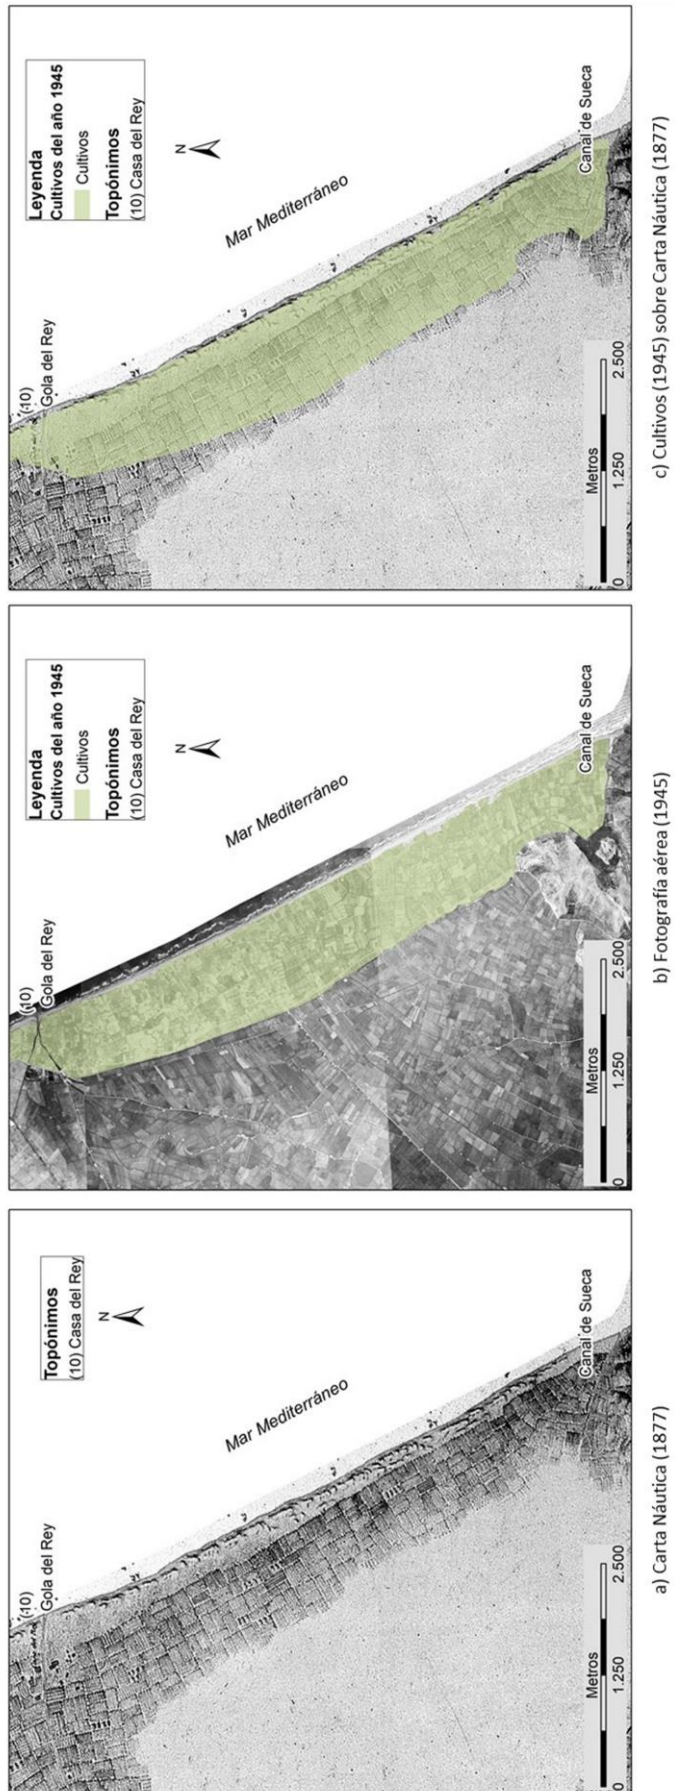 Topónimos
(10) Casa del Rey
N
(10)
Gola del Rey
Mar Mediterráneo
Canal de Sueca
Metros
0 1.250 2.500
a) Carta Náutica (1877)
Leyenda
Cultivos del año 1945
Cultivos
Topónimos
(10) Casa del Rey
N
(10)
Gola del Rey
Mar Mediterráneo
Canal de Sueca
Metros
0 1.250 2.500
b) Fotografía aérea (1945)
Leyenda
Cultivos del año 1945
Cultivos
Topónimos
(10) Casa del Rey
N
(10)
Gola del Rey
Mar Mediterráneo
Canal de Sueca
Metros
0 1.250 2.500
c) Cultivos (1945) sobre Carta Náutica (1877)